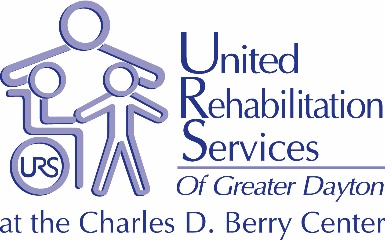 URS
United
Rehabilitation
Services
Of Greater Dayton
at the Charles D. Berry Center